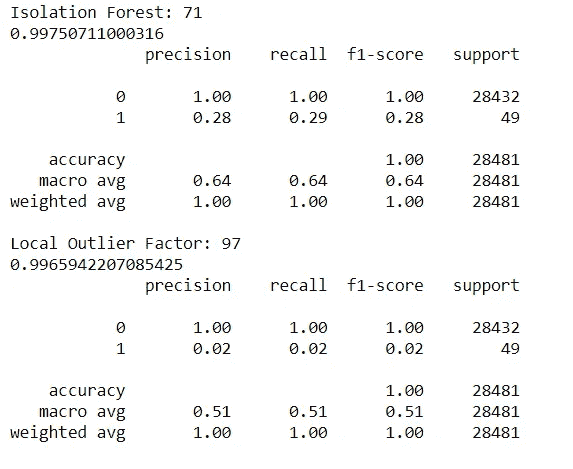 Isolation Forest: 71
0.99750711000316
precision recall f1-score support
0 1.00 1.00 1.00 28432
1 0.28 0.29 0.28 49
accuracy 1.00 28481
macro avg 0.64 0.64 0.64 28481
weighted avg 1.00 1.00 1.00 28481
Local Outlier Factor: 97
0.9965942207085425
precision recall f1-score support
0 1.00 1.00 1.00 28432
1 0.02 0.02 0.02 49
accuracy 1.00 28481
macro avg 0.51 0.51 0.51 28481
weighted avg 1.00 1.00 1.00 28481